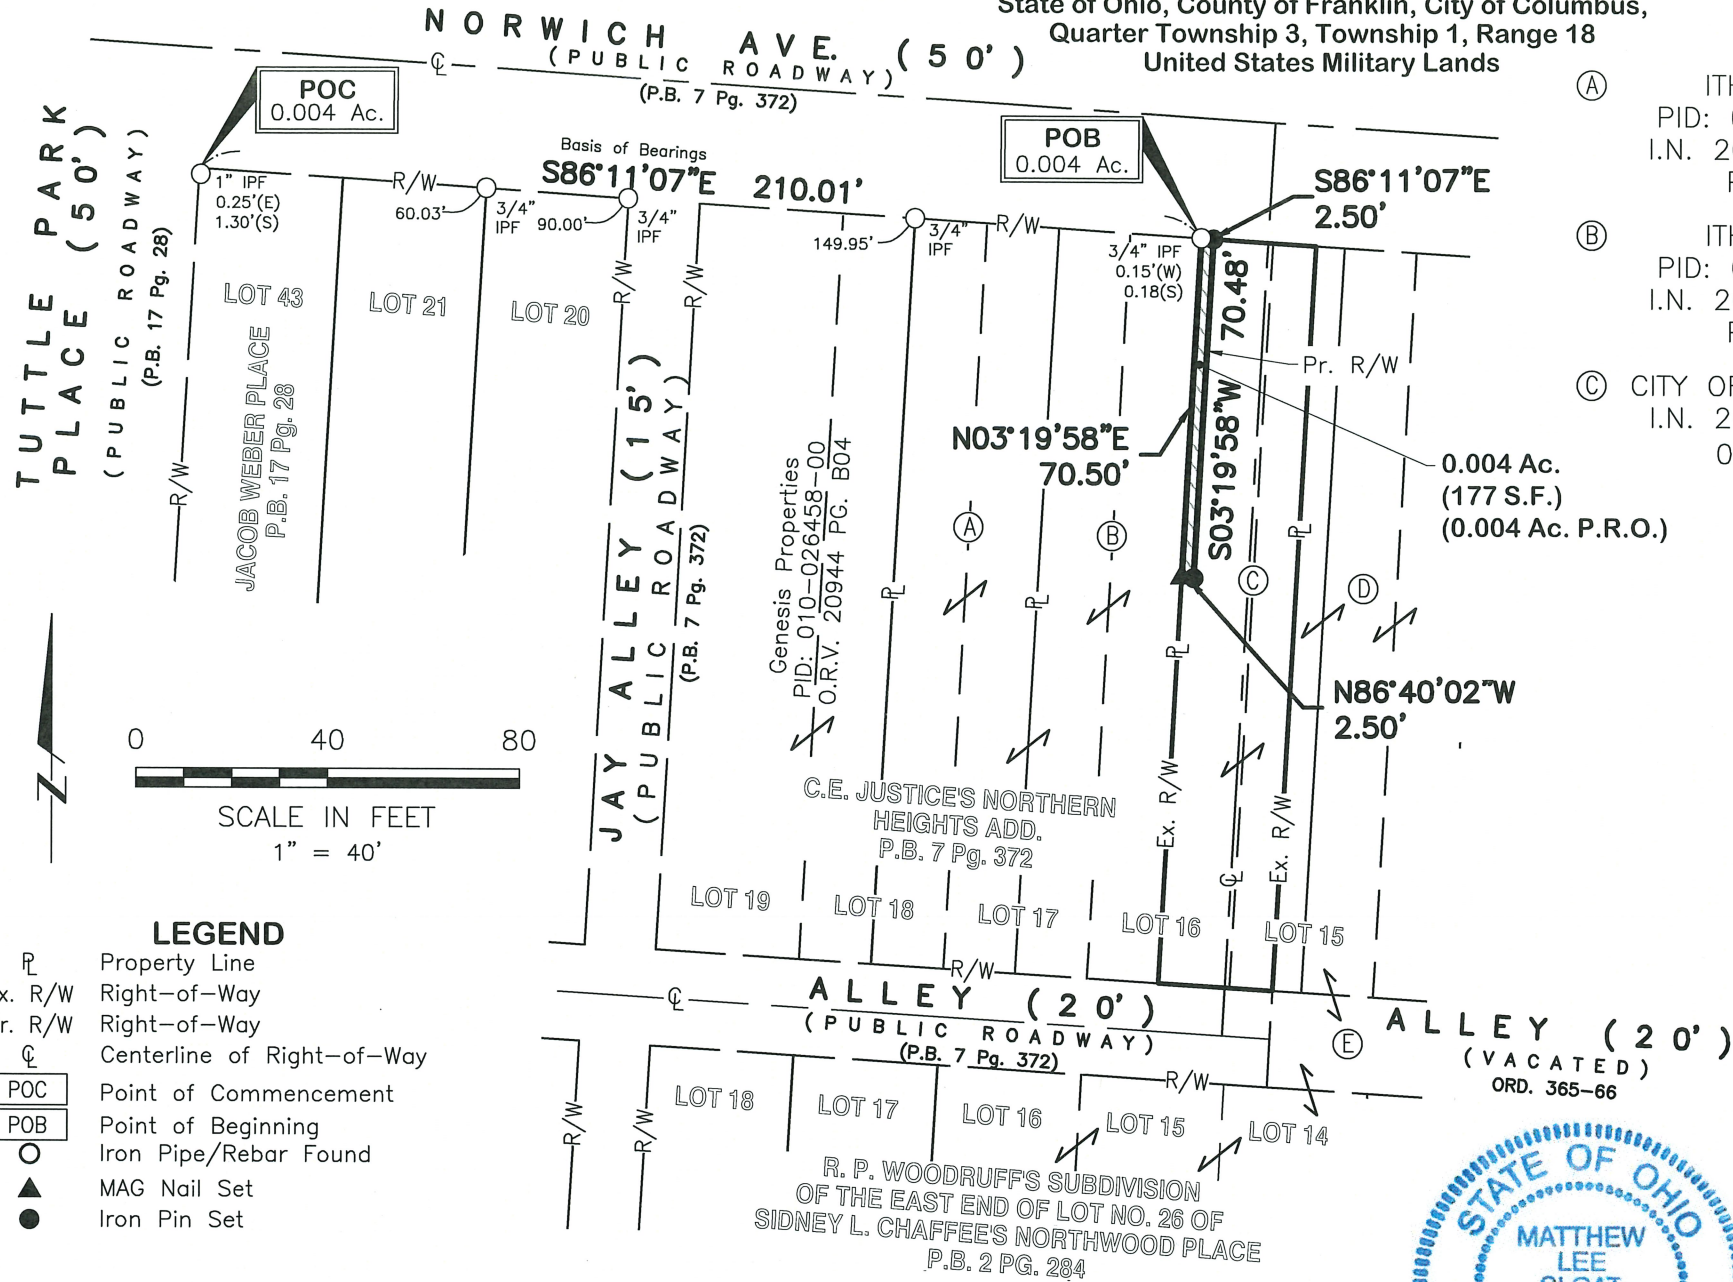 State of Ohio, County of Franklin, City of Columbus,
Quarter Township 3, Township 1, Range 18
United States Military Lands
NORWICH AVE. (50')
(PUBLIC ROADWAY)
(P.B. 7 Pg. 372)
℄
POC
0.004 Ac.
TUTTLE PARK
PLACE (50')
(PUBLIC ROADWAY)
(P.B. 17 Pg. 28)
R/W
Basis of Bearings
S86°11'07"E 210.01'
R/W
1" IPF
0.25'(E)
1.30'(S)
60.03'
3/4"
IPF
90.00'
3/4"
IPF
149.95'
3/4"
IPF
R/W
POB
0.004 Ac.
3/4" IPF
0.15'(W)
0.18(S)
S86°11'07"E
2.50'
70.48'
S03°19'58"W
Pr. R/W
N03°19'58"E
70.50'
0.004 Ac.
(177 S.F.)
(0.004 Ac. P.R.O.)
N86°40'02"W
2.50'
LOT 43
LOT 21
LOT 20
JACOB WEBER PLACE
P.B. 17 Pg. 28
R/W
R/W
JAY ALLEY (15')
(PUBLIC ROADWAY)
(P.B. 7 Pg. 372)
Genesis Properties
PID: 010-026458-00
O.R.V. 20944 PG. B04
A
B
C
D
E
℄
Ex. R/W
Ex. R/W
C.E. JUSTICE'S NORTHERN
HEIGHTS ADD.
P.B. 7 Pg. 372
LOT 19
LOT 18
LOT 17
LOT 16
LOT 15
R/W
℄
ALLEY (20')
(PUBLIC ROADWAY)
(P.B. 7 Pg. 372)
ALLEY (20')
(VACATED)
ORD. 365-66
R/W
R/W
R/W
LOT 18
LOT 17
LOT 16
LOT 15
LOT 14
R. P. WOODRUFF'S SUBDIVISION
OF THE EAST END OF LOT NO. 26 OF
SIDNEY L. CHAFFEE'S NORTHWOOD PLACE
P.B. 2 PG. 284
A
PID:
I.N.
B
PID:
I.N.
C CITY
I.N.
N
0 40 80
SCALE IN FEET
1" = 40'
LEGEND
Property Line
R/W Right-of-Way
R/W Right-of-Way
℄ Centerline of Right-of-Way
POC Point of Commencement
POB Point of Beginning
Iron Pipe/Rebar Found
MAG Nail Set
Iron Pin Set
STATE OF OHIO
MATTHEW
LEE